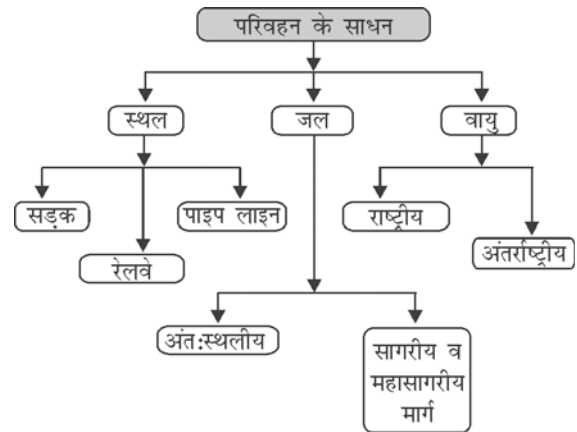 परिवहन के साधन
स्थल
जल
वायु
सड़क
रेलवे
पाइप लाइन
राष्ट्रीय
अंतर्राष्ट्रीय
अंत:स्थलीय
सागरीय व
महासागरीय
मार्ग